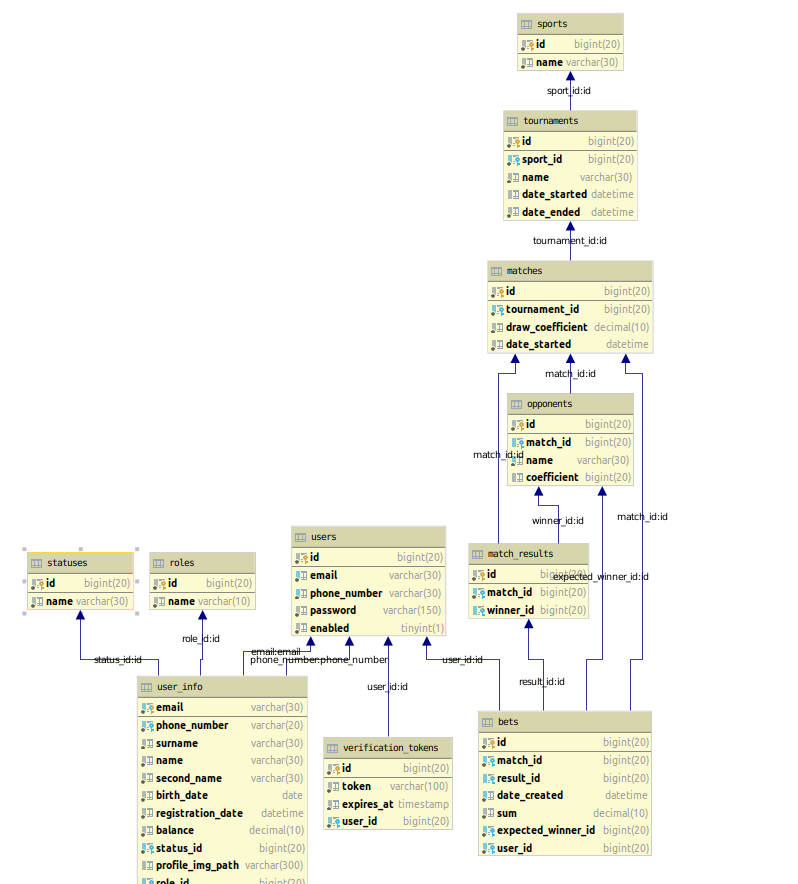 sports
id bigint(20)
name varchar(30)
sport_id:id
tournaments
id bigint(20)
sport_id bigint(20)
name varchar(30)
date_started datetime
date_ended datetime
tournament_id:id
matches
id bigint(20)
tournament_id bigint(20)
draw_coefficient decimal(10)
date_started datetime
match_id:id
opponents
id bigint(20)
match_id bigint(20)
name varchar(30)
coefficient bigint(20)
match_id:id
winner_id:id
match_id:id
match_results
id bigint(20)
match_id bigint(20)
winner_id bigint(20)
expected_winner_id:id
users
id bigint(20)
email varchar(30)
phone_number varchar(30)
password varchar(150)
enabled tinyint(1)
statuses
id bigint(20)
name varchar(30)
roles
id bigint(20)
name varchar(10)
role_id:id
status_id:id
email:email
phone_number:phone_number
user_id:id
user_id:id
result_id:id
user_info
email varchar(30)
phone_number varchar(20)
surname varchar(30)
name varchar(30)
second_name varchar(30)
birth_date date
registration_date datetime
balance decimal(10)
status_id bigint(20)
profile_img_path varchar(300)
role_id bigint(20)
verification_tokens
id bigint(20)
token varchar(100)
expires_at timestamp
user_id bigint(20)
bets
id bigint(20)
match_id bigint(20)
result_id bigint(20)
date_created datetime
sum decimal(10)
expected_winner_id bigint(20)
user_id bigint(20)